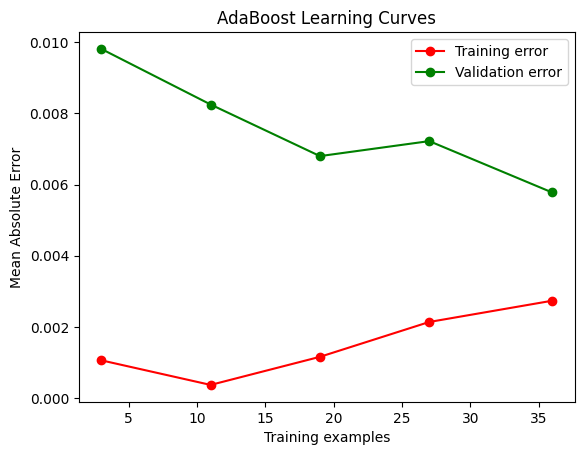 AdaBoost Learning Curves
Training error
Validation error
Mean Absolute Error
0.010
0.008
0.006
0.004
0.002
0.000
5 10 15 20 25 30 35
Training examples